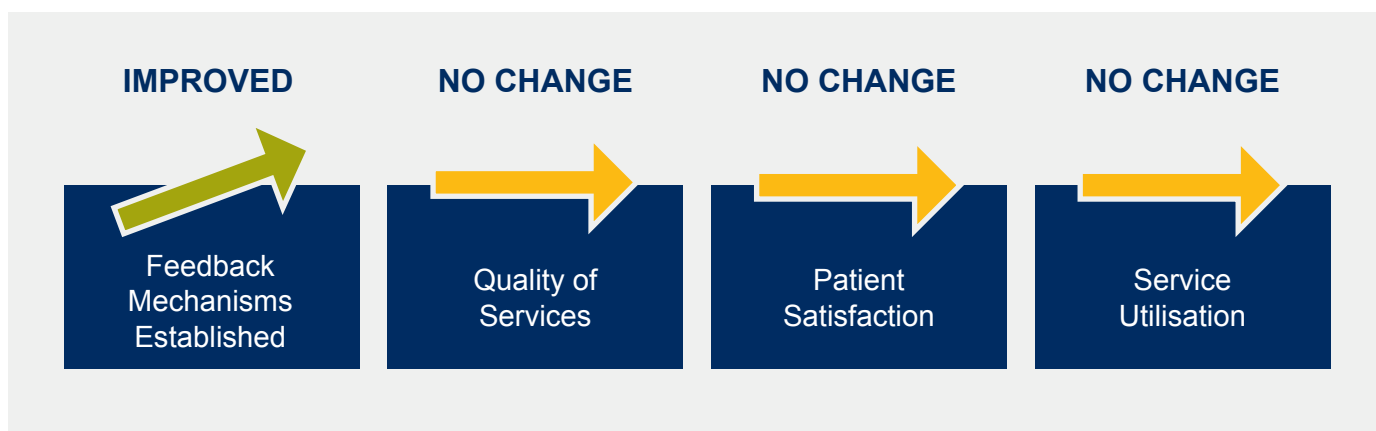 IMPROVED
NO CHANGE
NO CHANGE
NO CHANGE
Feedback
Mechanisms
Established
Quality of
Services
Patient
Satisfaction
Service
Utilisation